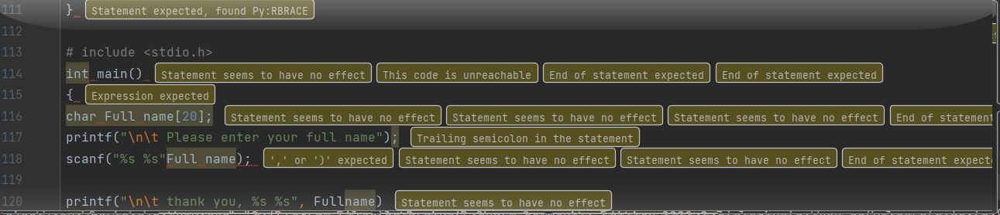 111 } Statement expected, found Py:RBRACE
112
113 # include <stdio.h>
114 int main() Statement seems to have no effect This code is unreachable End of statement expected End of statement expected
115 { Expression expected
116 char Full name[20]; Statement seems to have no effect Statement seems to have no effect Statement seems to have no effect End of statement
117 printf("\n\t Please enter your full name"); Trailing semicolon in the statement
118 scanf("%s %s"Full name); ',' or ')' expected Statement seems to have no effect Statement seems to have no effect End of statement expect
119
120 printf("\n\t thank you, %s %s", Fullname) Statement seems to have no effect